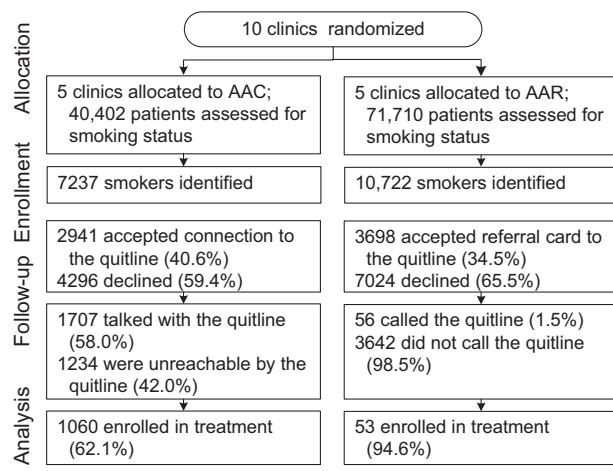 10 clinics randomized
Allocation
5 clinics allocated to AAC;
40,402 patients assessed for
smoking status
5 clinics allocated to AAR;
71,710 patients assessed for
smoking status
Enrollment
7237 smokers identified
10,722 smokers identified
2941 accepted connection to
the quitline (40.6%)
4296 declined (59.4%)
3698 accepted referral card to
the quitline (34.5%)
7024 declined (65.5%)
Follow-up
1707 talked with the quitline
(58.0%)
1234 were unreachable by the
quitline (42.0%)
56 called the quitline (1.5%)
3642 did not call the quitline
(98.5%)
Analysis
1060 enrolled in treatment
(62.1%)
53 enrolled in treatment
(94.6%)